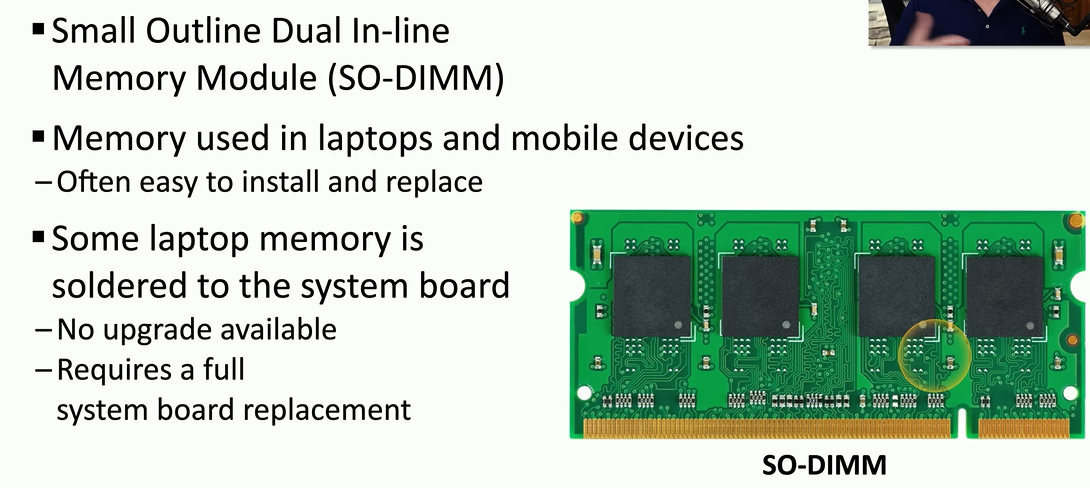 ▪ Small Outline Dual In-line
Memory Module (SO-DIMM)
▪ Memory used in laptops and mobile devices
– Often easy to install and replace
▪ Some laptop memory is
soldered to the system board
– No upgrade available
– Requires a full
system board replacement
SO-DIMM